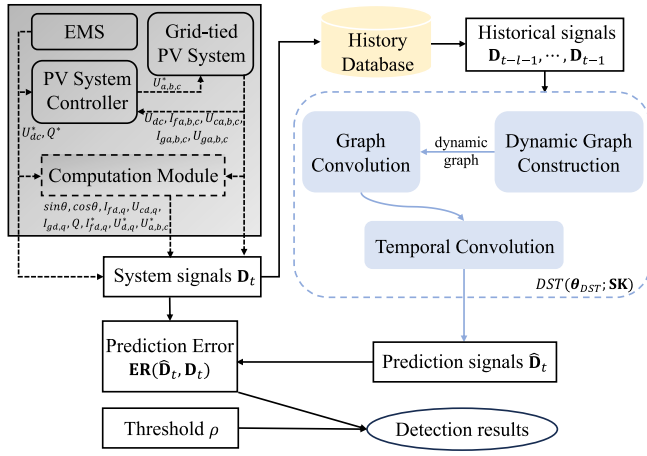 EMS
Grid-tied PV System
PV System Controller
U*a,b,c
Udc, Ifa,b,c, Uca,b,c,
Iga,b,c, Uga,b,c
U*dc, Q*
Computation Module
sinθ, cosθ, Ifd,q, Ucd,q,
Igd,q, Q, I*fd,q, U*d,q, U*a,b,c
System signals Dt
History
Database
Historical signals
Dt−l−1, ⋯, Dt−1
Graph
Convolution
dynamic
graph
Dynamic Graph
Construction
Temporal Convolution
DST(θDST; SK)
Prediction Error
ER(D̂t, Dt)
Prediction signals D̂t
Threshold ρ
Detection results